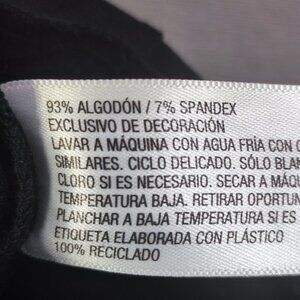 93% ALGODÓN / 7% SPANDEX
EXCLUSIVO DE DECORACIÓN
LAVAR A MÁQUINA CON AGUA FRÍA CON
SIMILARES. CICLO DELICADO. SÓLO
CLORO SI ES NECESARIO. SECAR A
TEMPERATURA BAJA. RETIRAR
PLANCHAR A BAJA TEMPERATURA SI ES
ETIQUETA ELABORADA CON PLÁSTICO
100% RECICLADO